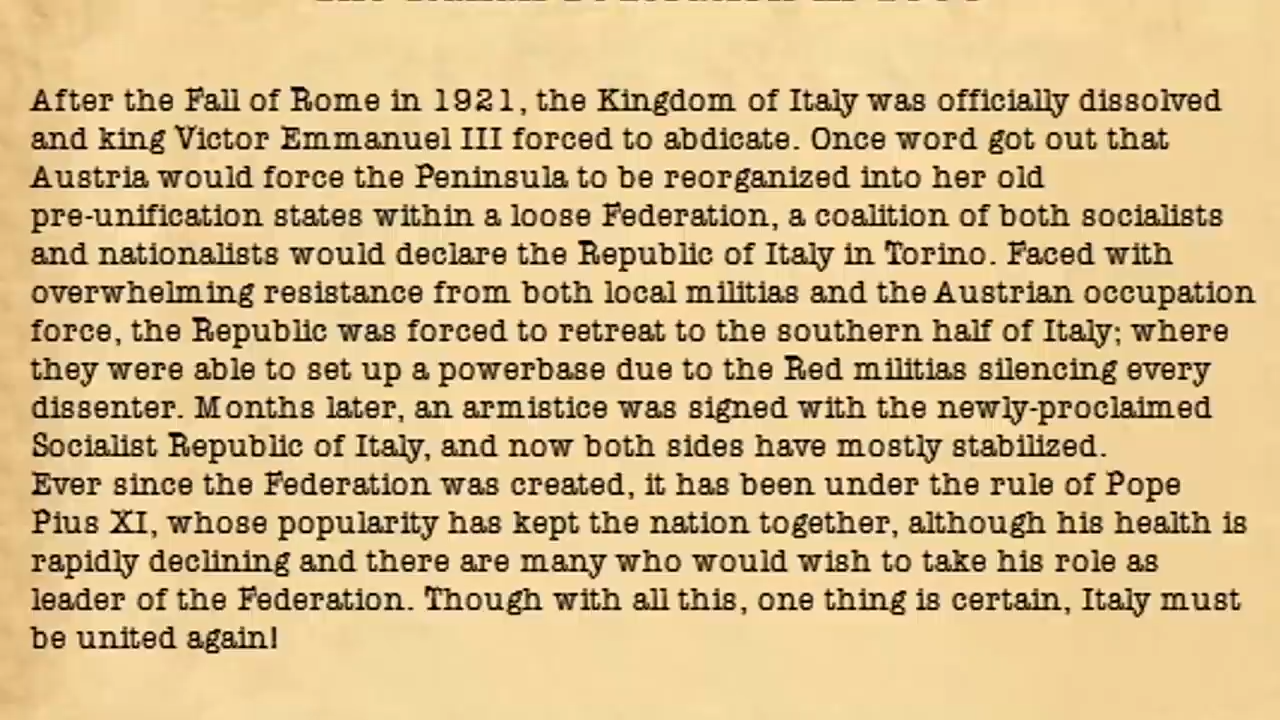 After the Fall of Rome in 1921, the Kingdom of Italy was officially dissolved
and king Victor Emmanuel III forced to abdicate. Once word got out that
Austria would force the Peninsula to be reorganized into her old
pre-unification states within a loose Federation, a coalition of both socialists
and nationalists would declare the Republic of Italy in Torino. Faced with
overwhelming resistance from both local militias and the Austrian occupation
force, the Republic was forced to retreat to the southern half of Italy; where
they were able to set up a powerbase due to the Red militias silencing every
dissenter. Months later, an armistice was signed with the newly-proclaimed
Socialist Republic of Italy, and now both sides have mostly stabilized.
Ever since the Federation was created, it has been under the rule of Pope
Pius XI, whose popularity has kept the nation together, although his health is
rapidly declining and there are many who would wish to take his role as
leader of the Federation. Though with all this, one thing is certain, Italy must
be united again!